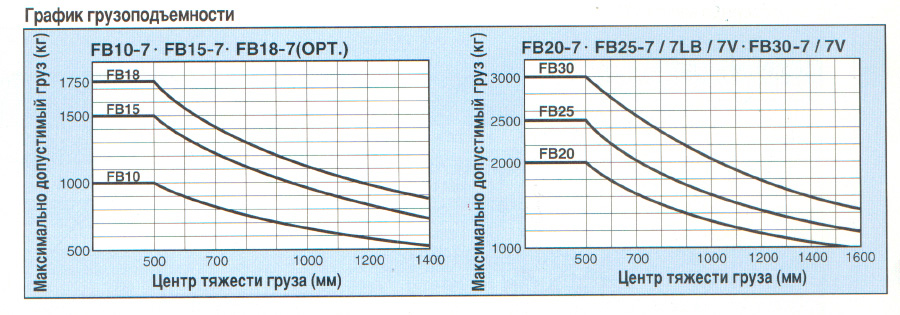 График грузоподъемности
FB10-7· FB15-7· FB18-7(OPT.)
Максимально допустимый груз (кг)
1750
1500
1000
500
FB18
FB15
FB10
500 700 1000 1200 1400
Центр тяжести груза (мм)
FB20-7· FB25-7 / 7LB / 7V· FB30-7 / 7V
Максимально допустимый груз (кг)
3000
2500
2000
1000
FB30
FB25
FB20
500 700 1000 1200 1400 1600
Центр тяжести груза (мм)